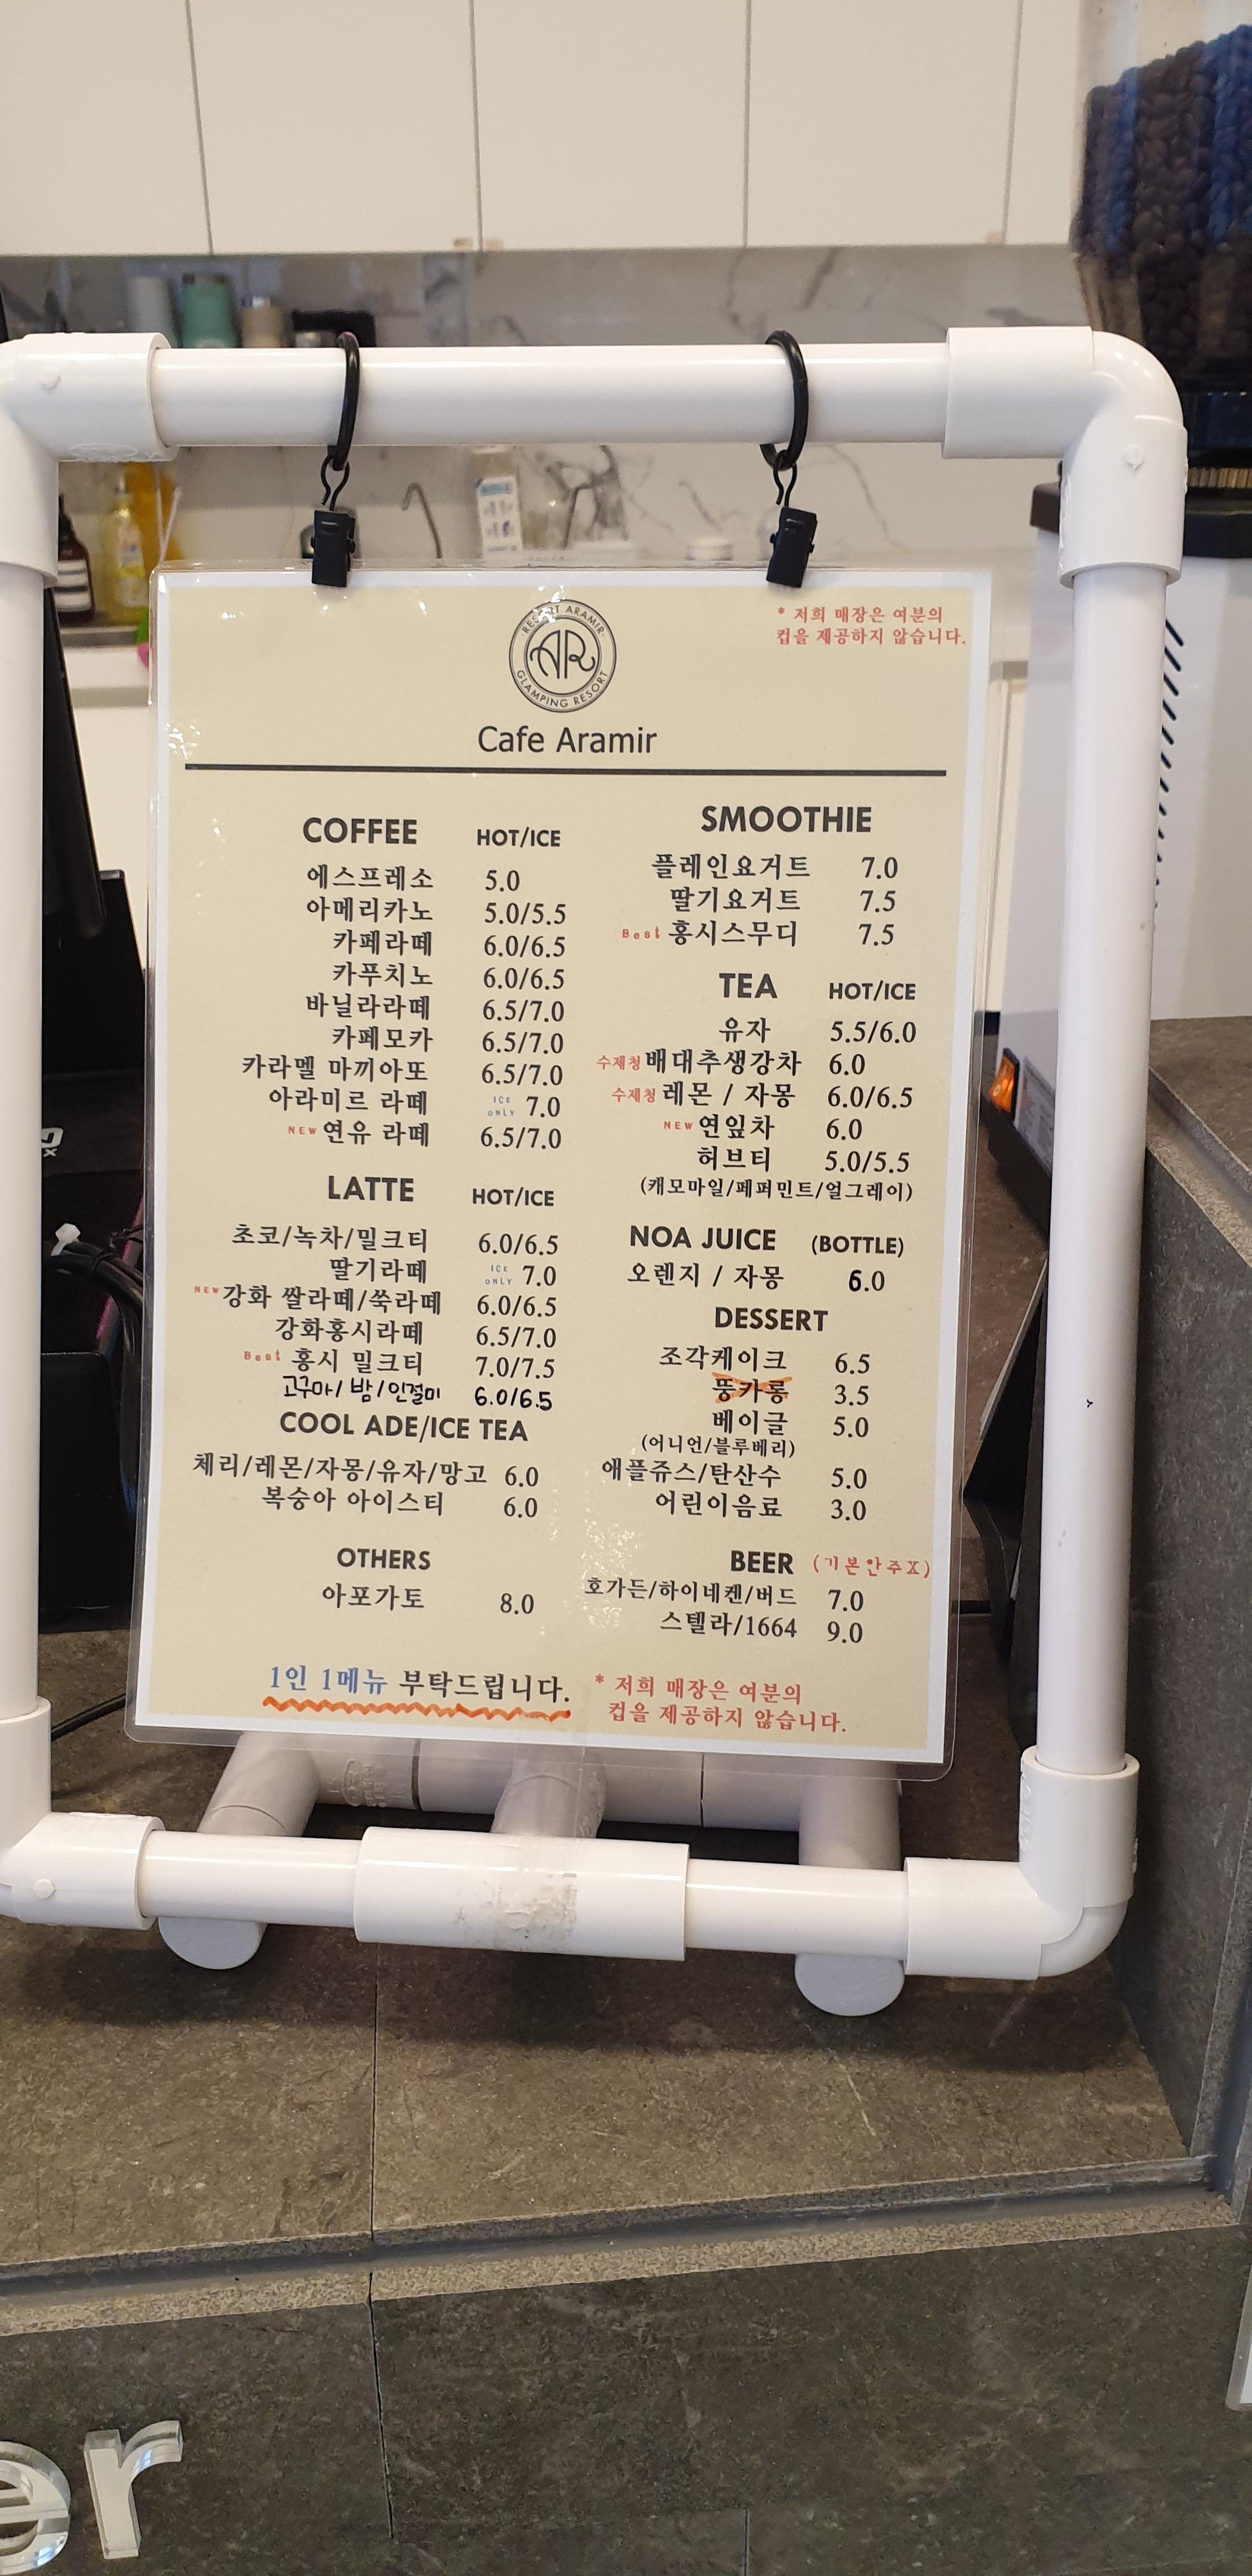 RESORT ARAMIR
AR
GLAMPING RESORT
* 저희 매장은 여분의
컵을 제공하지 않습니다.
Cafe Aramir
COFFEE HOT/ICE
에스프레소 5.0
아메리카노 5.0/5.5
카페라떼 6.0/6.5
카푸치노 6.0/6.5
바닐라라떼 6.5/7.0
카페모카 6.5/7.0
카라멜 마끼아또 6.5/7.0
아라미르 라떼 ICE ONLY 7.0
NEW 연유 라떼 6.5/7.0
LATTE HOT/ICE
초코/녹차/밀크티 6.0/6.5
딸기라떼 ICE ONLY 7.0
NEW 강화 쌀라떼/쑥라떼 6.0/6.5
강화홍시라떼 6.5/7.0
Best 홍시 밀크티 7.0/7.5
고구마/밤/인절미 6.0/6.5
COOL ADE/ICE TEA
체리/레몬/자몽/유자/망고 6.0
복숭아 아이스티 6.0
OTHERS
아포가토 8.0
SMOOTHIE
플레인요거트 7.0
딸기요거트 7.5
Best 홍시스무디 7.5
TEA HOT/ICE
유자 5.5/6.0
수제청 배대추생강차 6.0
수제청 레몬 / 자몽 6.0/6.5
NEW 연잎차 6.0
허브티 5.0/5.5
(캐모마일/페퍼민트/얼그레이)
NOA JUICE (BOTTLE)
오렌지 / 자몽 6.0
DESSERT
조각케이크 6.5
뚱카롱 3.5
베이글 5.0
(어니언/블루베리)
애플쥬스/탄산수 5.0
어린이음료 3.0
BEER (기본안주X)
호가든/하이네켄/버드 7.0
스텔라/1664 9.0
1인 1메뉴 부탁드립니다.
* 저희 매장은 여분의
컵을 제공하지 않습니다.
er